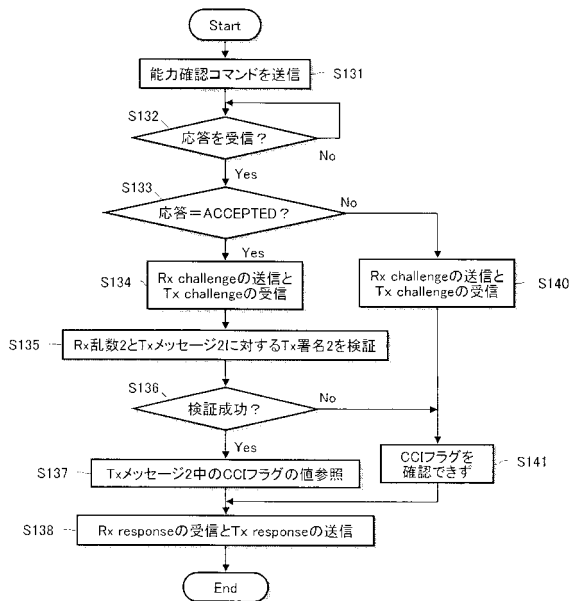 Start
能力確認コマンドを送信
S131
S132
応答を受信？
No
Yes
S133
応答＝ACCEPTED？
No
Yes
S134
Rx challengeの送信と
Tx challengeの受信
Rx challengeの送信と
Tx challengeの受信
S140
S135
Rx乱数2とTxメッセージ2に対するTx署名2を検証
S136
検証成功？
No
Yes
S137
Txメッセージ2中のCCIフラグの値参照
CCIフラグを
確認できず
S141
S138
Rx responseの受信とTx responseの送信
End